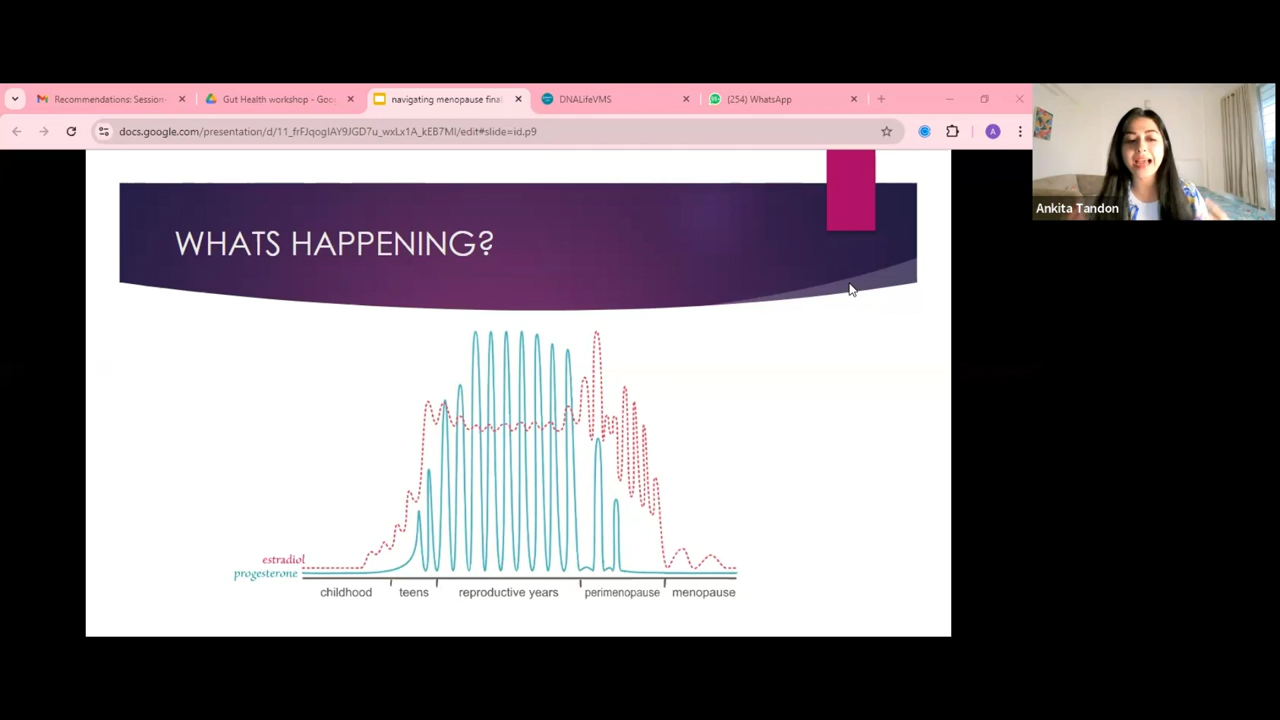 Recommendations: Session
Gut Health workshop - Goo
navigating menopause final
DNALifeVMS
(254) WhatsApp
docs.google.com/presentation/d/11_frFJqogIAY9JGD7u_wxLx1A_kEB7MI/edit#slide=id.p9
A
Ankita Tandon
WHATS HAPPENING?
estradiol
progesterone
childhood teens reproductive years perimenopause menopause